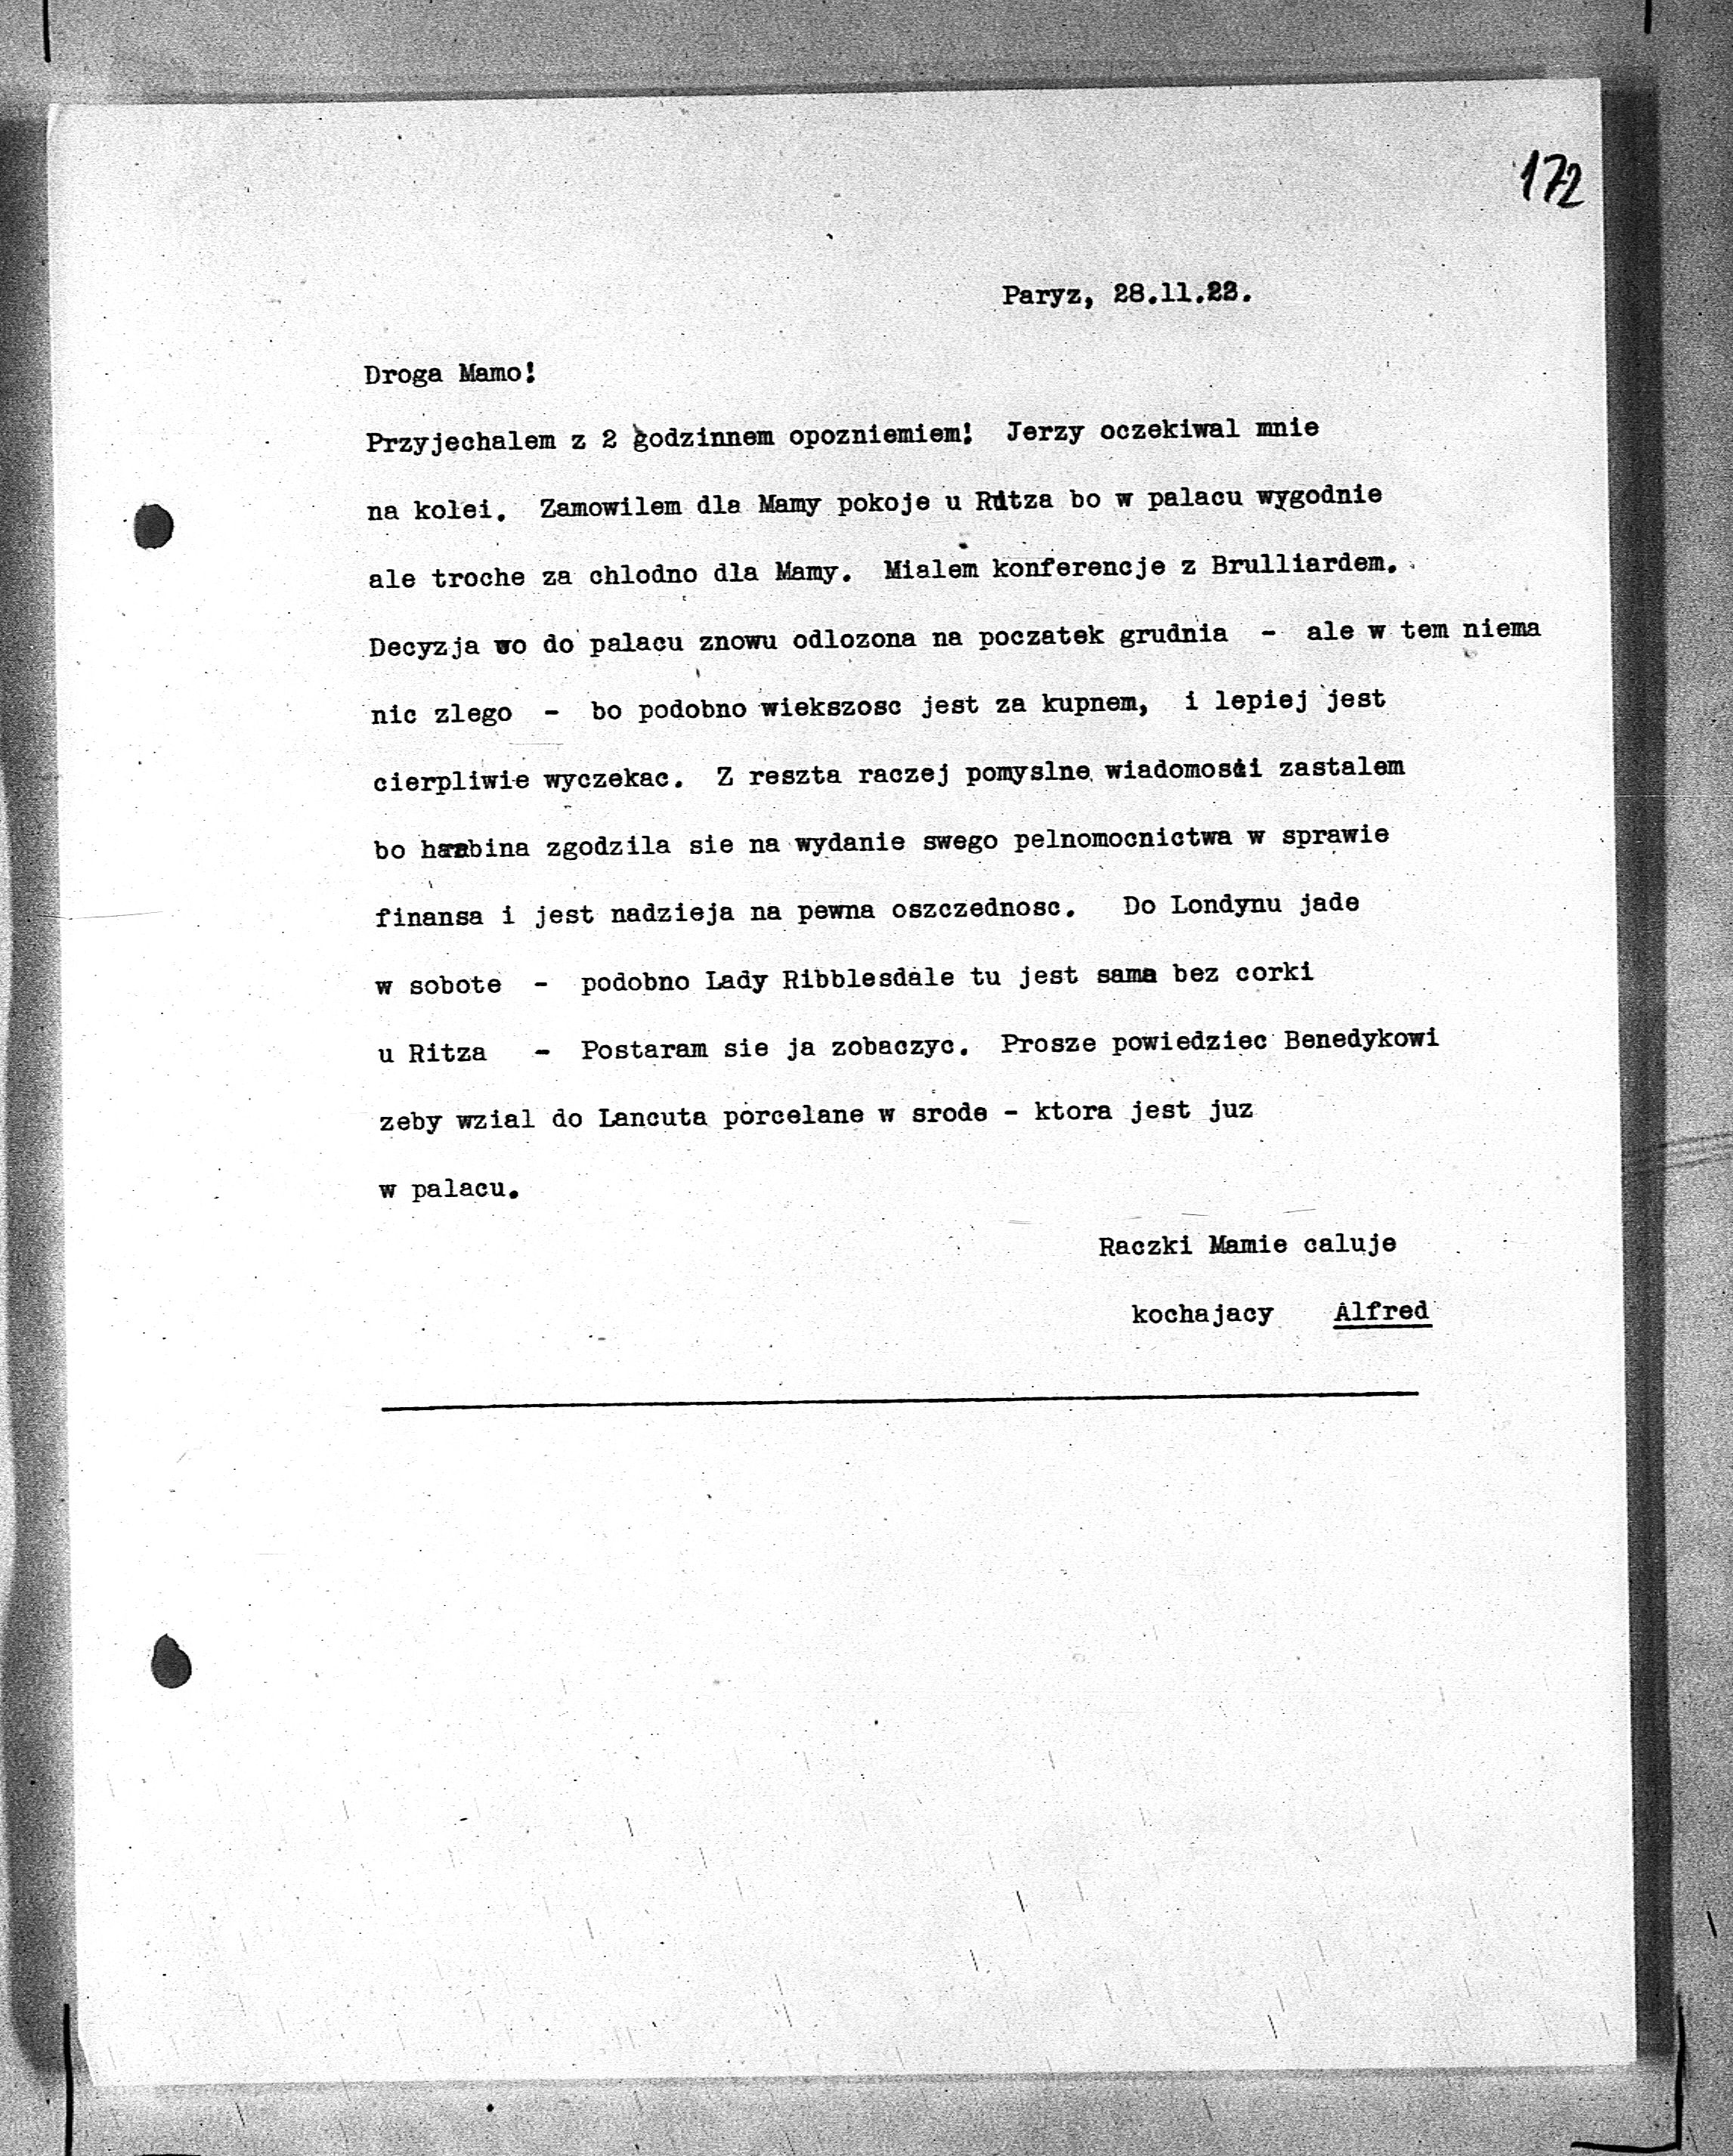 172
Paryz, 28.11.23.
Droga Mamo!
Przyjechalem z 2 godzinnem opozniemiem! Jerzy oczekiwal mnie
na kolei. Zamowilem dla Mamy pokoje u Ritza bo w palacu wygodnie
ale troche za chlodno dla Mamy. Mialem konferencje z Brulliardem.
Decyzja co do palacu znowu odlozona na poczatek grudnia - ale w tem niema
nic zlego - bo podobno wiekszosc jest za kupnem, i lepiej jest
cierpliwie wyczekac. Z reszta raczej pomyslne wiadomosci zastalem
bo hrabina zgodzila sie na wydanie swego pelnomocnictwa w sprawie
finansa i jest nadzieja na pewna oszczednosc. Do Londynu jade
w sobote - podobno Lady Ribblesdale tu jest sama bez corki
u Ritza - Postaram sie ja zobaczyc. Prosze powiedziec Benedykowi
zeby wzial do Lancuta porcelane w srode - ktora jest juz
w palacu.
Raczki Mamie caluje
kochajacy Alfred